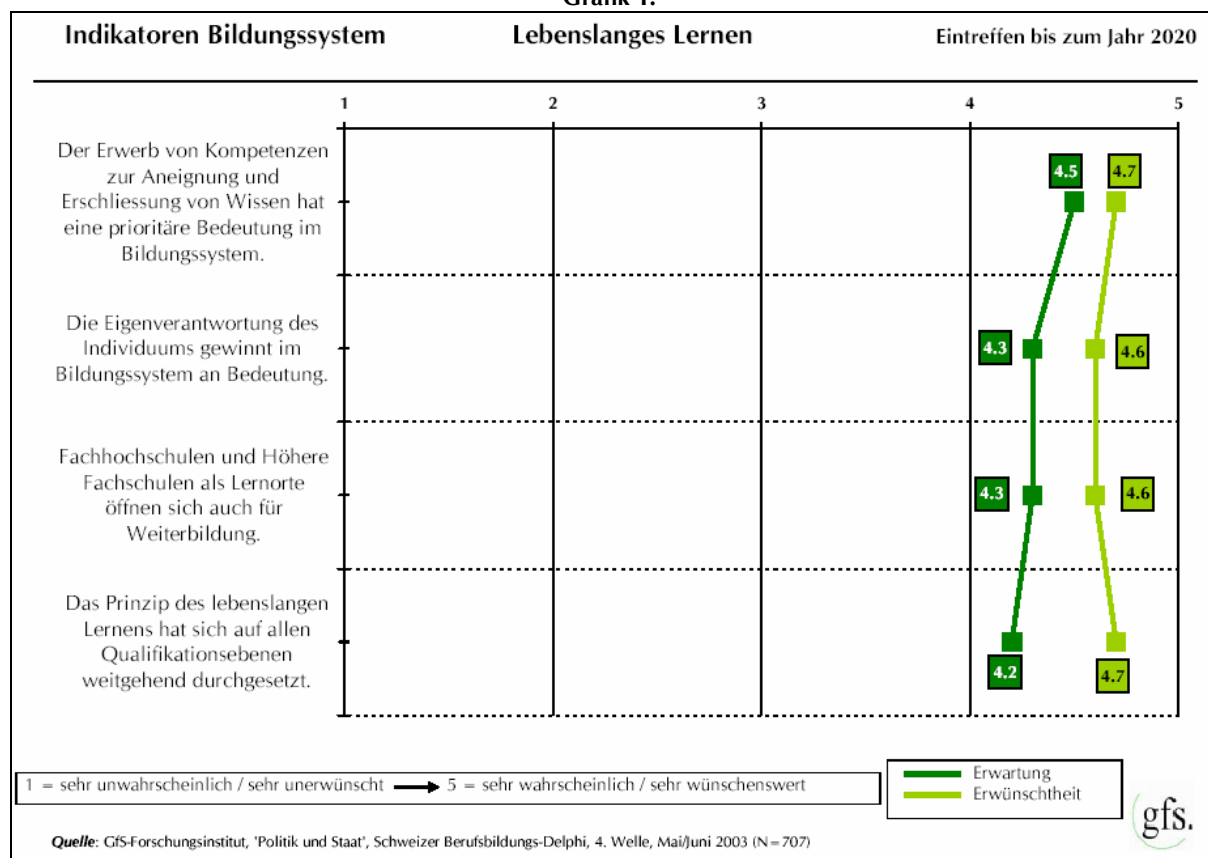 Grafik 1:
Indikatoren Bildungssystem Lebenslanges Lernen Eintreffen bis zum Jahr 2020
1 2 3 4 5
Der Erwerb von Kompetenzen
zur Aneignung und
Erschliessung von Wissen hat
eine prioritäre Bedeutung im
Bildungssystem.
4.5 4.7
Die Eigenverantwortung des
Individuums gewinnt im
Bildungssystem an Bedeutung.
4.3 4.6
Fachhochschulen und Höhere
Fachschulen als Lernorte
öffnen sich auch für
Weiterbildung.
4.3 4.6
Das Prinzip des lebenslangen
Lernens hat sich auf allen
Qualifikationsebenen
weitgehend durchgesetzt.
4.2 4.7
1 = sehr unwahrscheinlich / sehr unerwünscht → 5 = sehr wahrscheinlich / sehr wünschenswert
Erwartung
Erwünschtheit
gfs.
Quelle: GfS-Forschungsinstitut, "Politik und Staat", Schweizer Berufsbildungs-Delphi, 4. Welle, Mai/Juni 2003 (N=707)